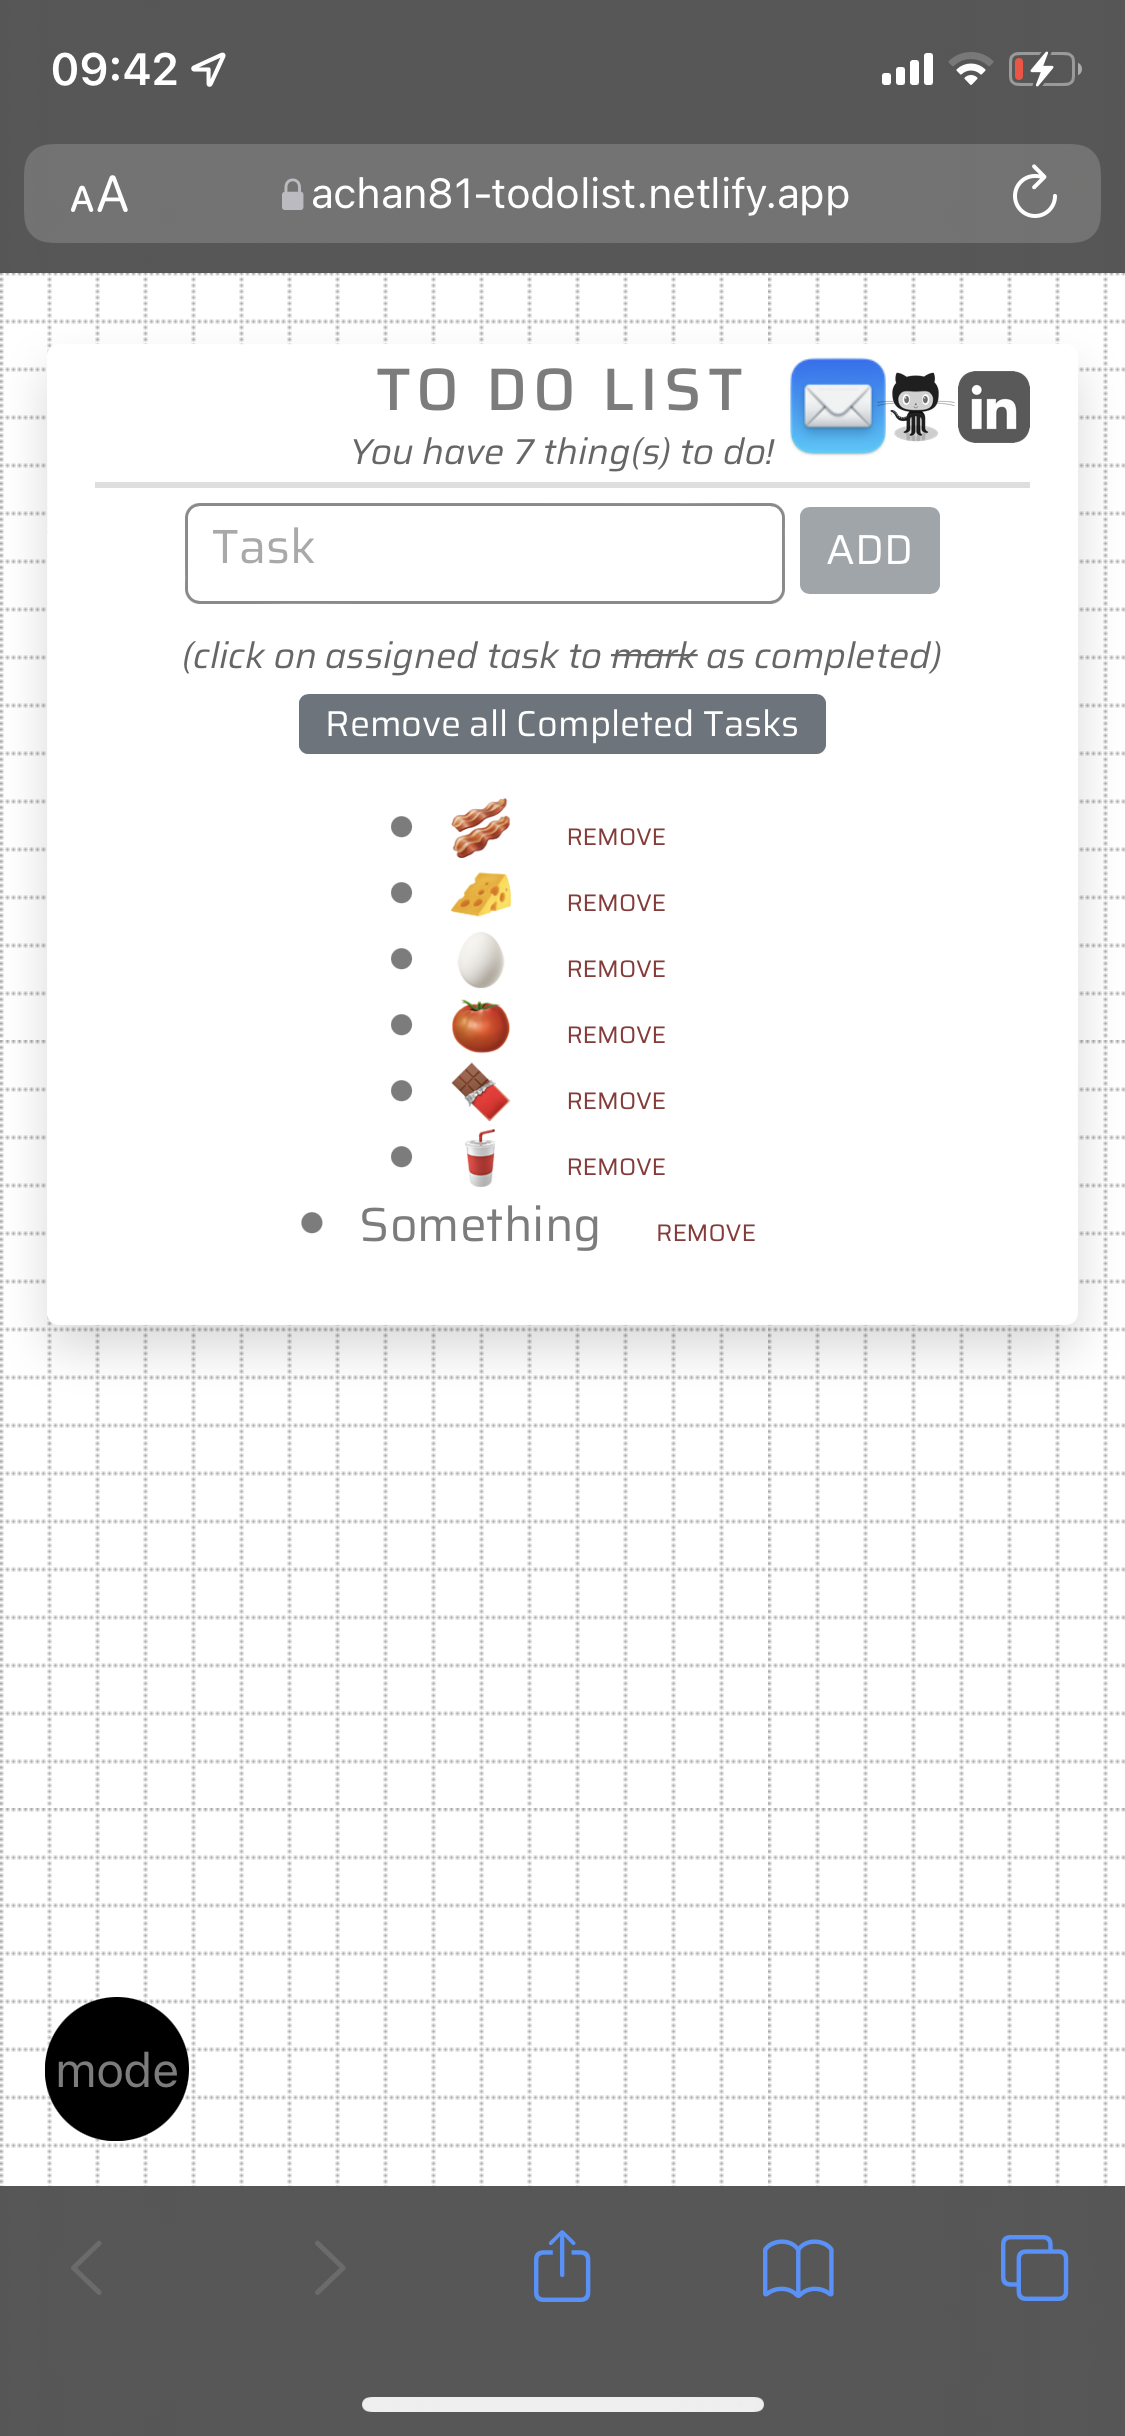 09:42
AA achan81-todolist.netlify.app
TO DO LIST
in
You have 7 thing(s) to do!
Task
ADD
(click on assigned task to mark as completed)
Remove all Completed Tasks
REMOVE
REMOVE
REMOVE
REMOVE
REMOVE
REMOVE
Something REMOVE
mode